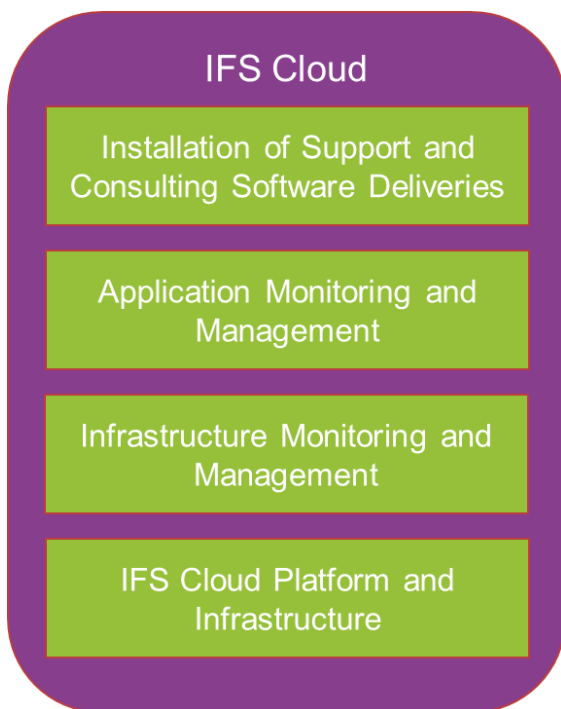 IFS Cloud
Installation of Support and
Consulting Software Deliveries
Application Monitoring and
Management
Infrastructure Monitoring and
Management
IFS Cloud Platform and
Infrastructure